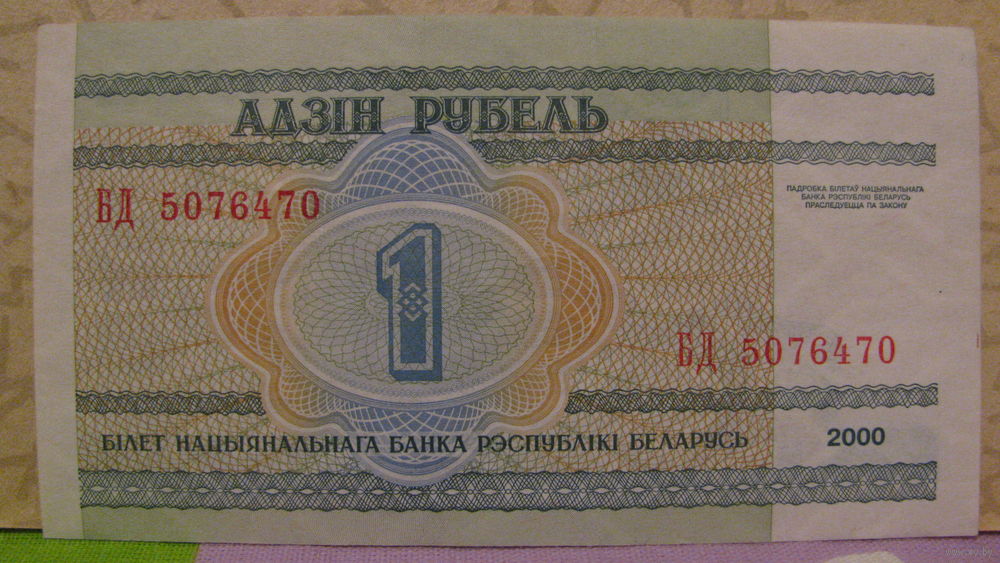 АДЗІН РУБЕЛЬ
БД 5076470
ПАДРОБКА БІЛЕТАЎ НАЦЫЯНАЛЬНАГА
БАНКА РЭСПУБЛІКІ БЕЛАРУСЬ
ПРАСЛЕДУЕЦЦА ПА ЗАКОНУ
1
БД 5076470
БІЛЕТ НАЦЫЯНАЛЬНАГА БАНКА РЭСПУБЛІКІ БЕЛАРУСЬ
2000